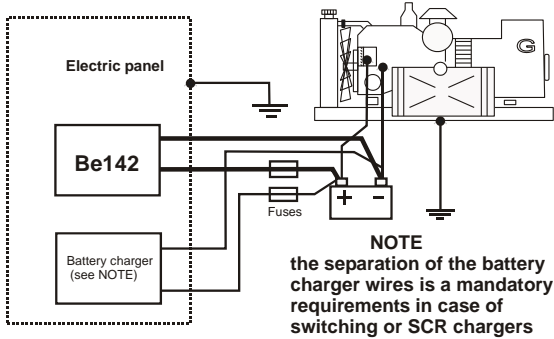 Electric panel
G
Be142
+ -
Fuses
Battery charger
(see NOTE)
NOTE
the separation of the battery
charger wires is a mandatory
requirements in case of
switching or SCR chargers